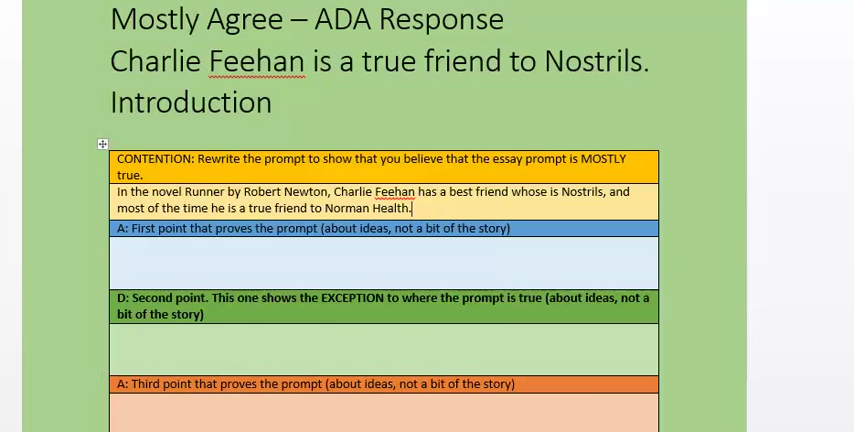 Mostly Agree – ADA Response
Charlie Feehan is a true friend to Nostrils.
Introduction
CONTENTION: Rewrite the prompt to show that you believe that the essay prompt is MOSTLY
true.
In the novel Runner by Robert Newton, Charlie Feehan has a best friend whose is Nostrils, and
most of the time he is a true friend to Norman Health.
A: First point that proves the prompt (about ideas, not a bit of the story)
D: Second point. This one shows the EXCEPTION to where the prompt is true (about ideas, not a
bit of the story)
A: Third point that proves the prompt (about ideas, not a bit of the story)